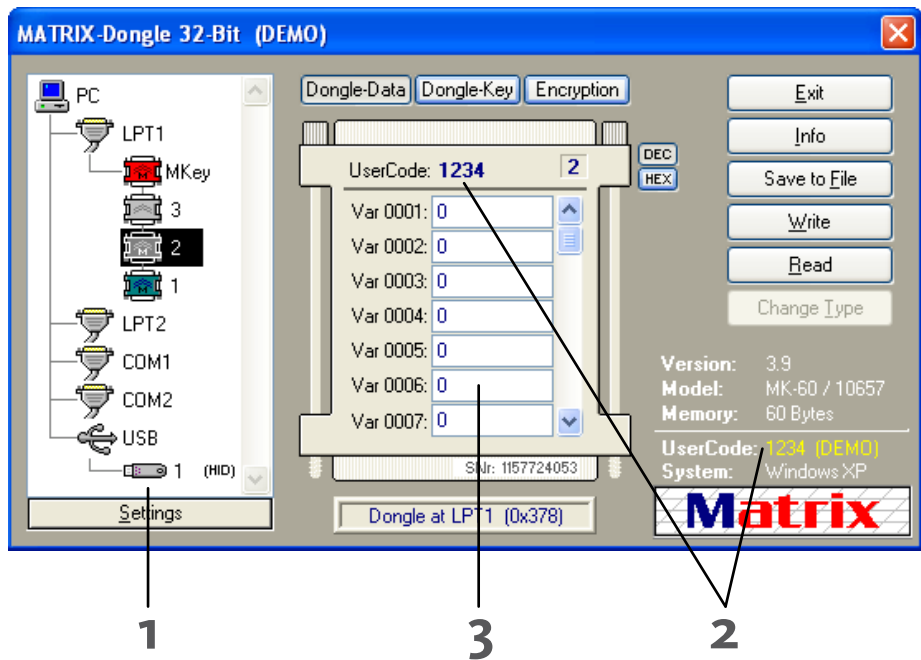 MATRIX-Dongle 32-Bit (DEMO)
PC
LPT1
MKey
3
2
1
LPT2
COM1
COM2
USB
1 (HID)
Settings
Dongle-Data Dongle-Key Encryption
UserCode: 1234 2
DEC
HEX
Var 0001: 0
Var 0002: 0
Var 0003: 0
Var 0004: 0
Var 0005: 0
Var 0006: 0
Var 0007: 0
SNr: 1157724053
Dongle at LPT1 (0x378)
Exit
Info
Save to File
Write
Read
Change Type
Version: 3.9
Model: MK-60 / 10657
Memory: 60 Bytes
UserCode: 1234 (DEMO)
System: Windows XP
Matrix
1
3
2